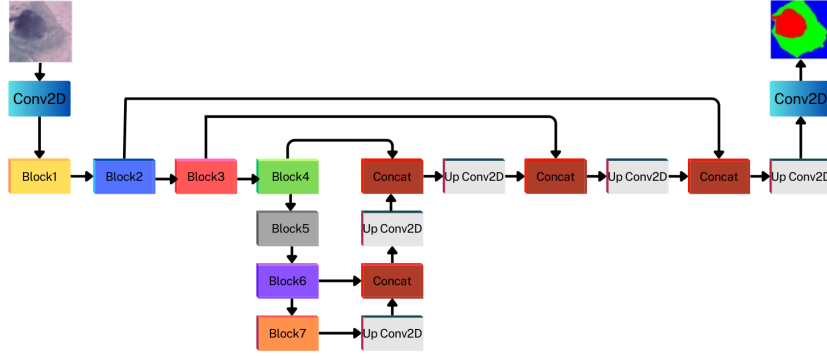 Conv2D
Conv2D
Block1
Block2
Block3
Block4
Concat
Up Conv2D
Concat
Up Conv2D
Concat
Up Conv2D
Block5
Up Conv2D
Block6
Concat
Block7
Up Conv2D